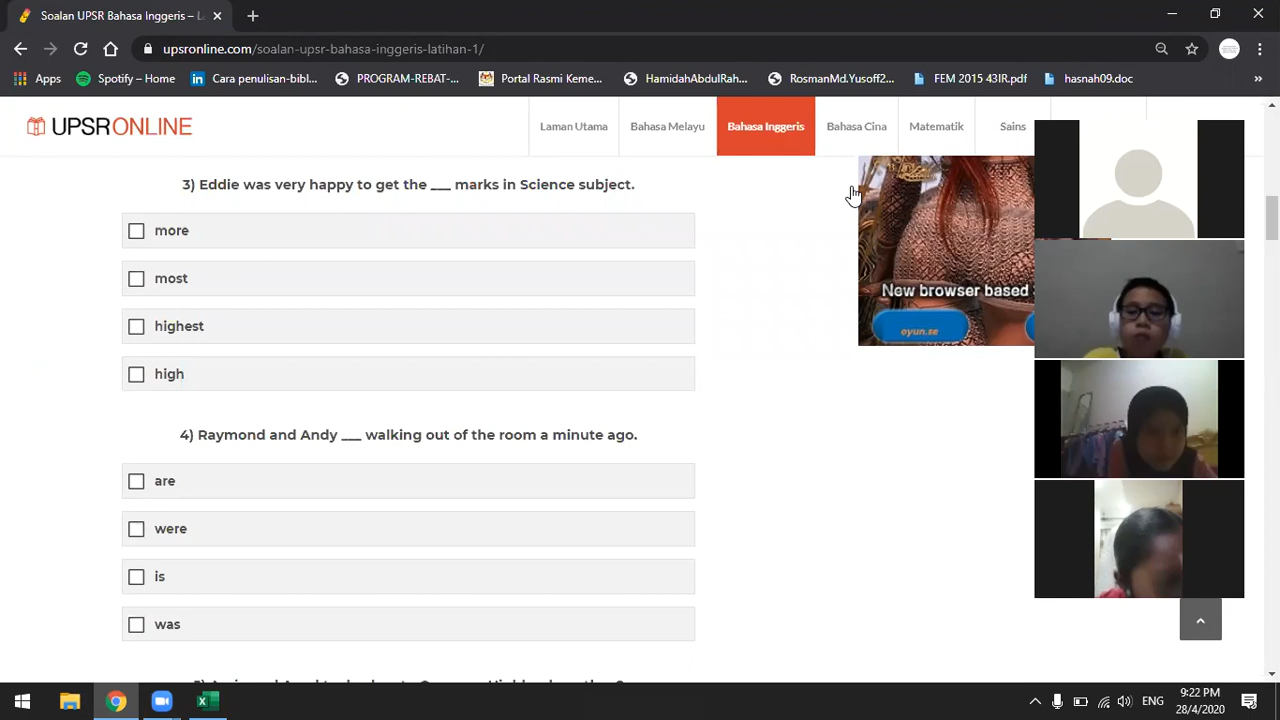 Soalan UPSR Bahasa Inggeris – L
upsronline.com/soalan-upsr-bahasa-inggeris-latihan-1/
Apps
Spotify – Home
Cara penulisan-bibl...
PROGRAM-REBAT-...
Portal Rasmi Keme...
HamidahAbdulRah...
RosmanMd.Yusoff2...
FEM 2015 43IR.pdf
hasnah09.doc
»
UPSRONLINE
Laman Utama
Bahasa Melayu
Bahasa Inggeris
Bahasa Cina
Matematik
Sains
3) Eddie was very happy to get the ___ marks in Science subject.
more
most
highest
high
New browser based
oyun.se
4) Raymond and Andy ___ walking out of the room a minute ago.
are
were
is
was
ENG
9:22 PM
28/4/2020